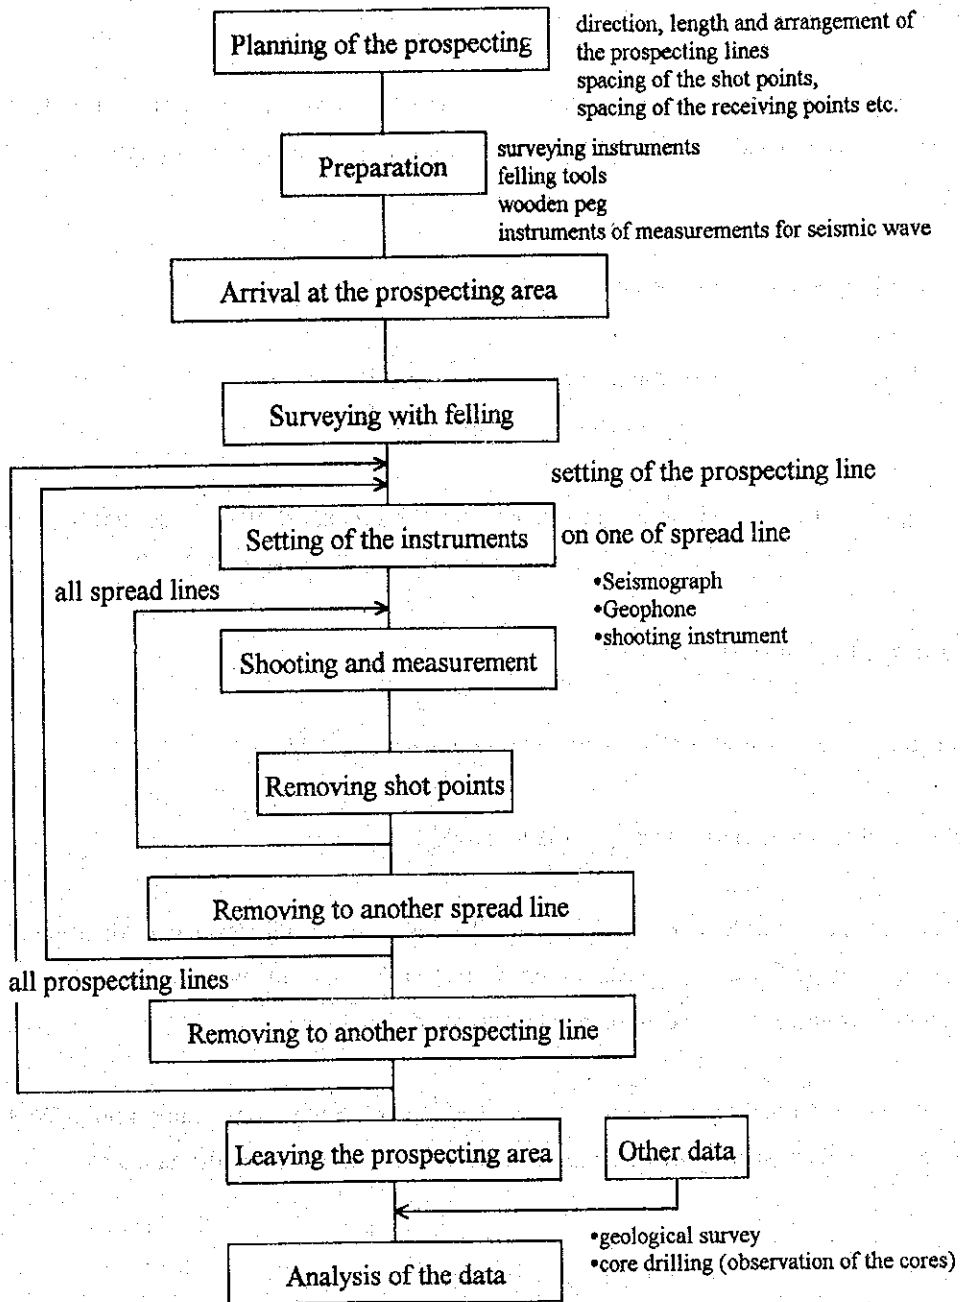 Planning of the prospecting
direction, length and arrangement of
the prospecting lines
spacing of the shot points,
spacing of the receiving points etc.
Preparation
surveying instruments
felling tools
wooden peg
instruments of measurements for seismic wave
Arrival at the prospecting area
Surveying with felling
setting of the prospecting line
Setting of the instruments
on one of spread line
•Seismograph
•Geophone
•shooting instrument
all spread lines
Shooting and measurement
Removing shot points
Removing to another spread line
all prospecting lines
Removing to another prospecting line
Leaving the prospecting area
Other data
•geological survey
•core drilling (observation of the cores)
Analysis of the data